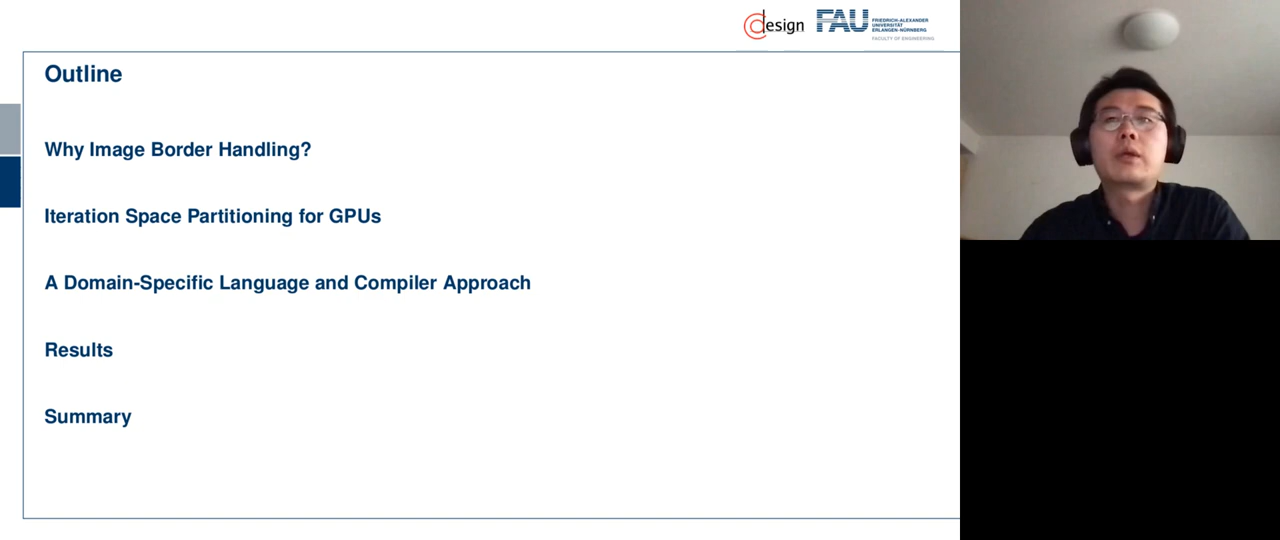 design
FAU
FRIEDRICH-ALEXANDER
UNIVERSITÄT
ERLANGEN-NÜRNBERG
FACULTY OF ENGINEERING
Outline
Why Image Border Handling?
Iteration Space Partitioning for GPUs
A Domain-Specific Language and Compiler Approach
Results
Summary